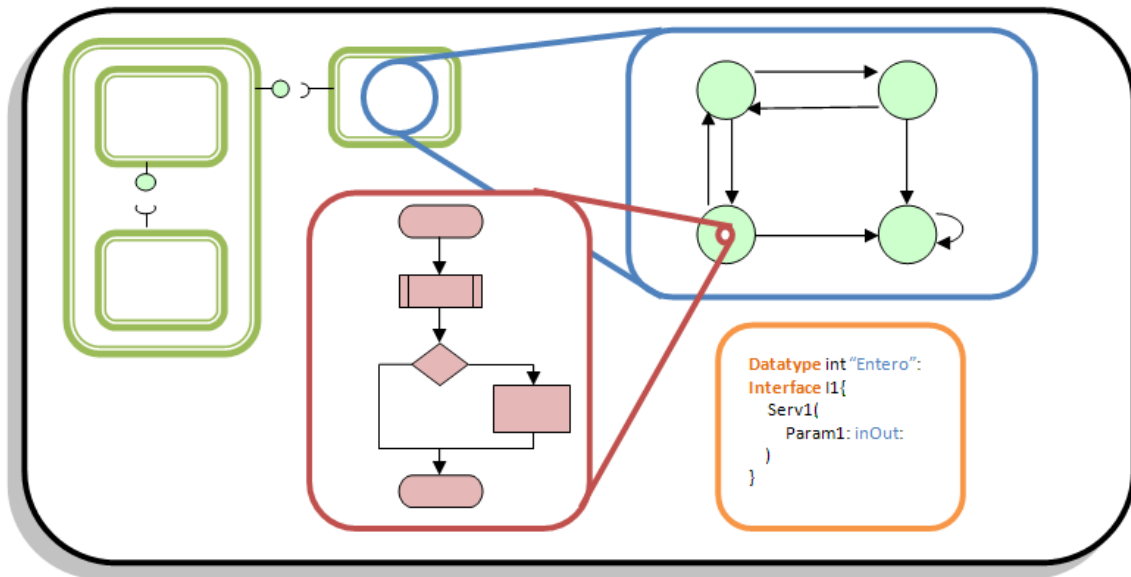 Datatype int “Entero”:
Interface I1{
Serv1(
Param1: inOut:
)
}